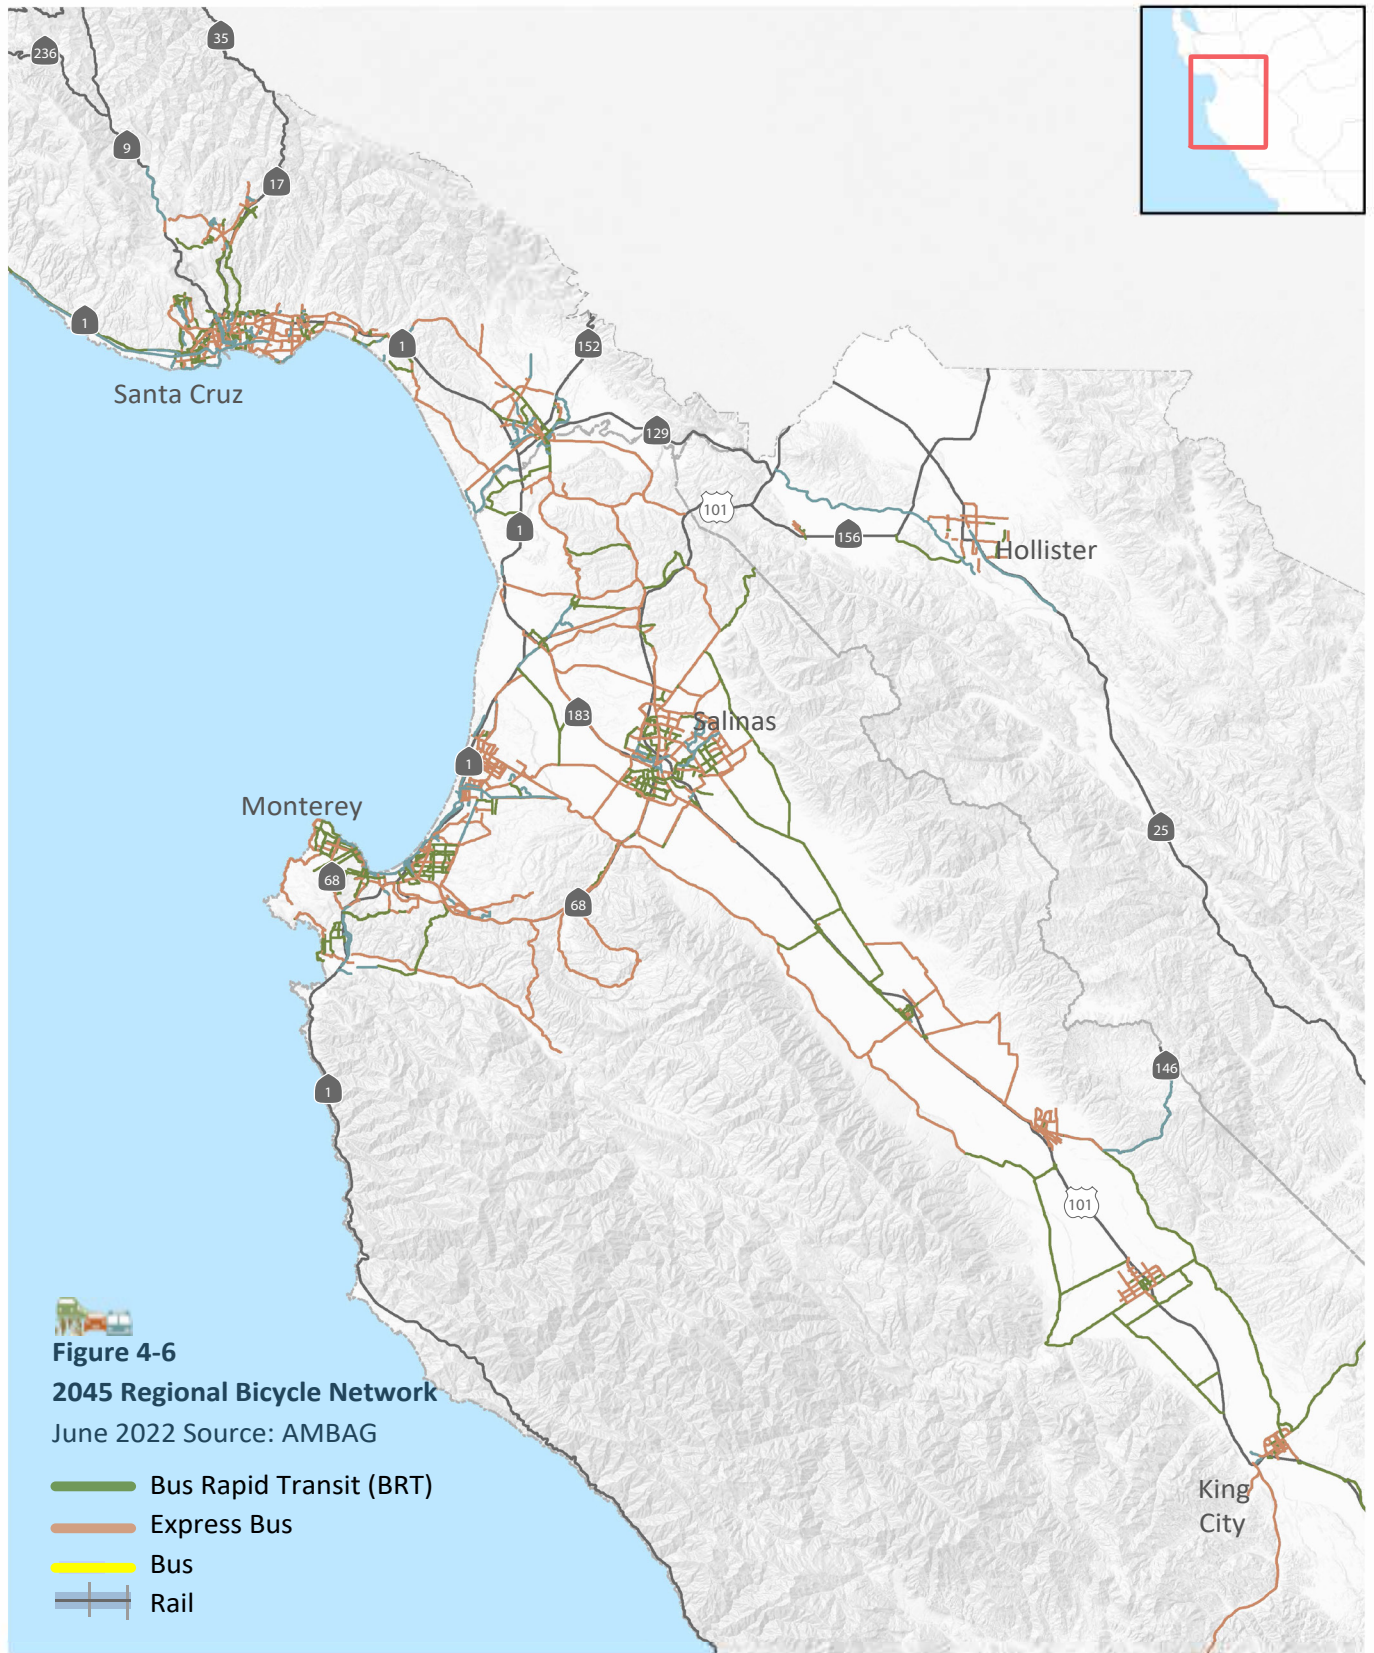 35
236
9
17
1
Santa Cruz
1
152
129
101
1
156
Hollister
183
Salinas
1
Monterey
68
68
25
1
146
101
King
City
Figure 4-6
2045 Regional Bicycle Network
June 2022 Source: AMBAG
Bus Rapid Transit (BRT)
Express Bus
Bus
Rail